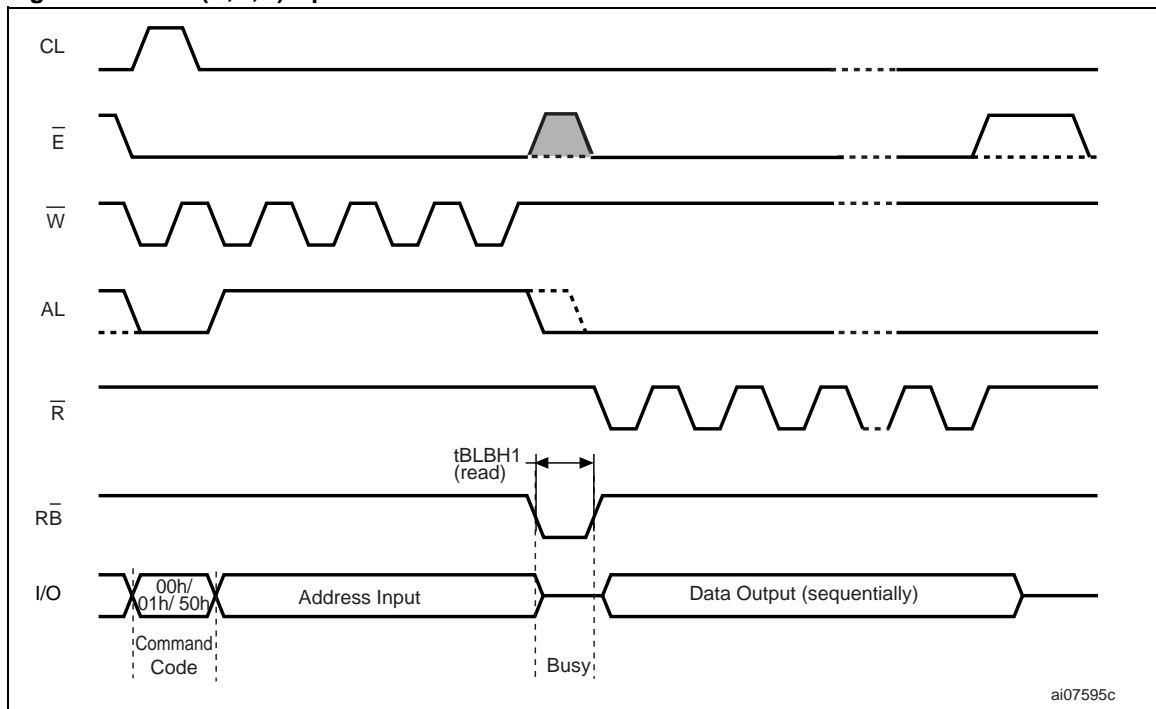 CL
E
W
AL
R
tBLBH1
(read)
RB
I/O
00h/
01h/ 50h
Address Input
Data Output (sequentially)
Command
Code
Busy
ai07595c